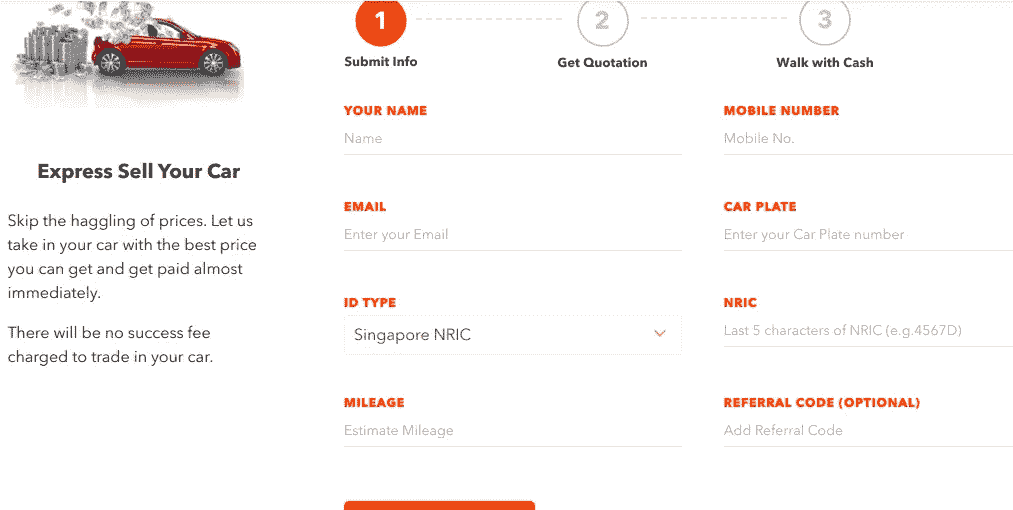 1
2
3
Submit Info
Get Quotation
Walk with Cash
Express Sell Your Car
Skip the haggling of prices. Let us
take in your car with the best price
you can get and get paid almost
immediately.
There will be no success fee
charged to trade in your car.
YOUR NAME
Name
MOBILE NUMBER
Mobile No.
EMAIL
Enter your Email
CAR PLATE
Enter your Car Plate number
ID TYPE
Singapore NRIC
NRIC
Last 5 characters of NRIC (e.g.4567D)
MILEAGE
Estimate Mileage
REFERRAL CODE (OPTIONAL)
Add Referral Code